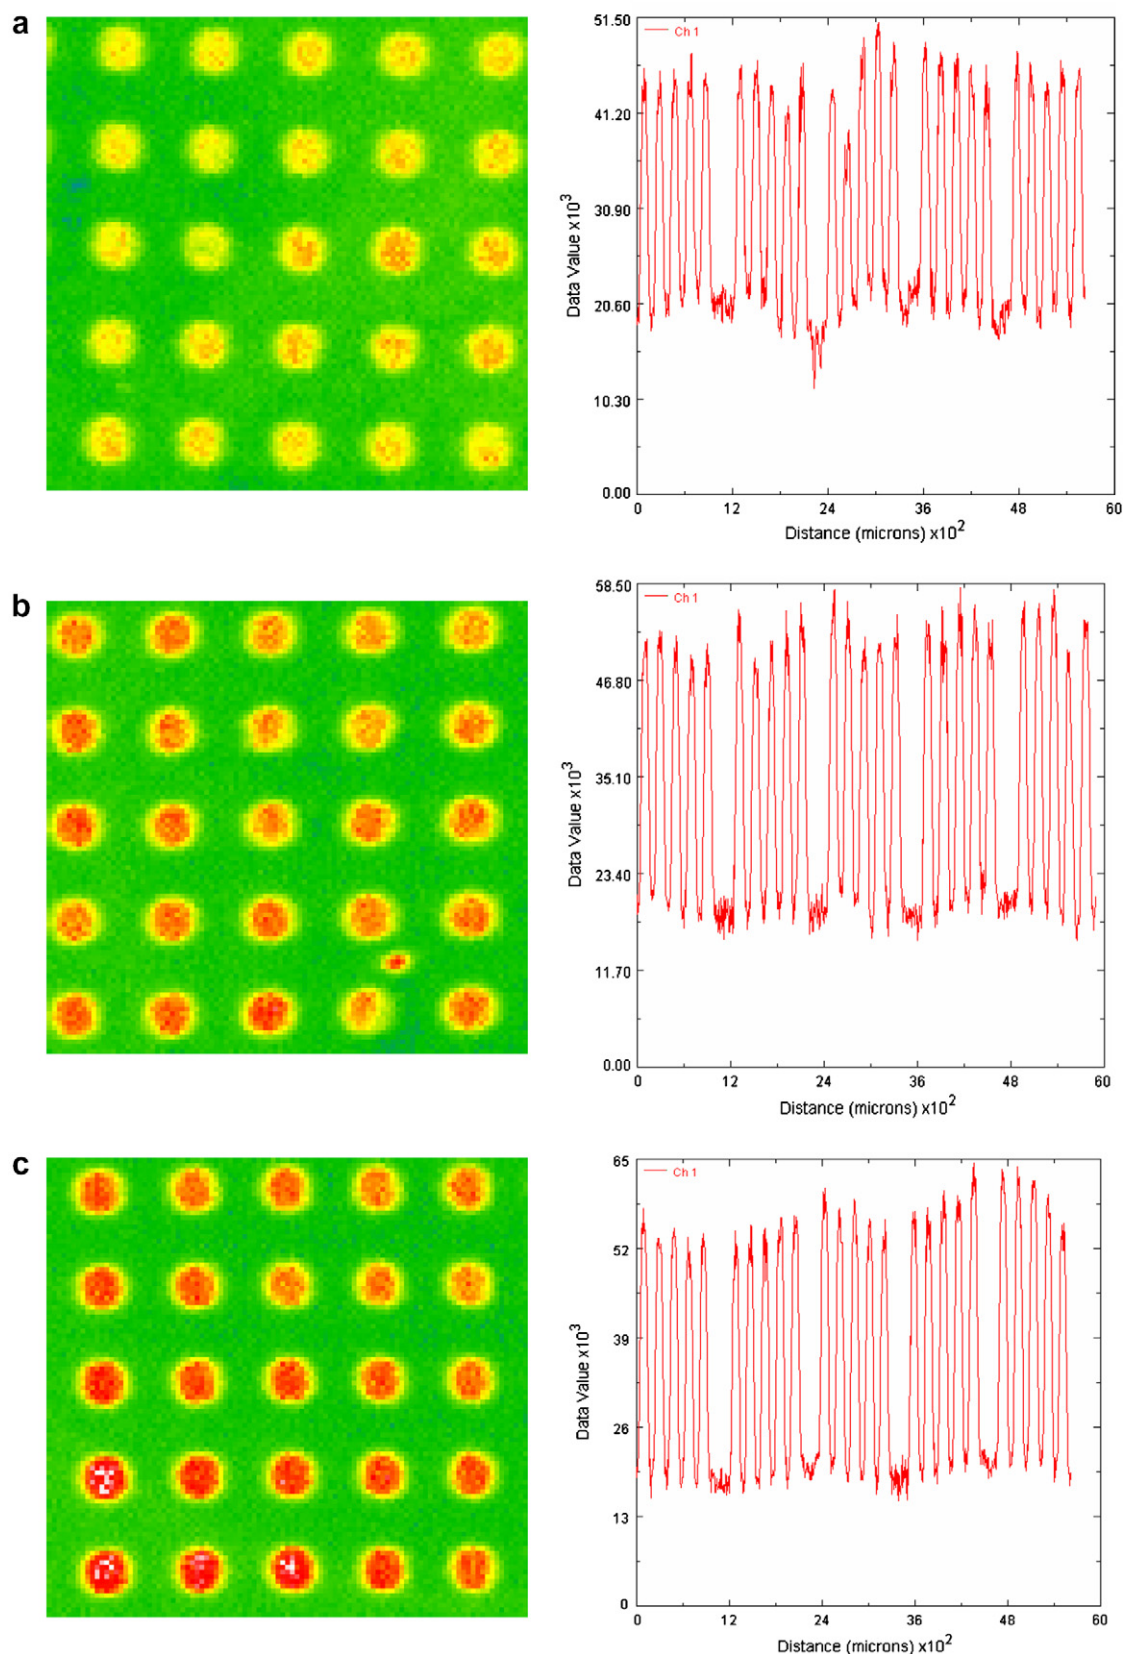 a
51.50
Ch 1
41.20
30.90
20.60
10.30
0.00
Data Value x10³
0 12 24 36 48 60
Distance (microns) x10²
b
58.50
Ch 1
46.80
35.10
23.40
11.70
0.00
Data Value x10³
0 12 24 36 48 60
Distance (microns) x10²
c
65
Ch 1
52
39
26
13
0
Data Value x10³
0 12 24 36 48 60
Distance (microns) x10²